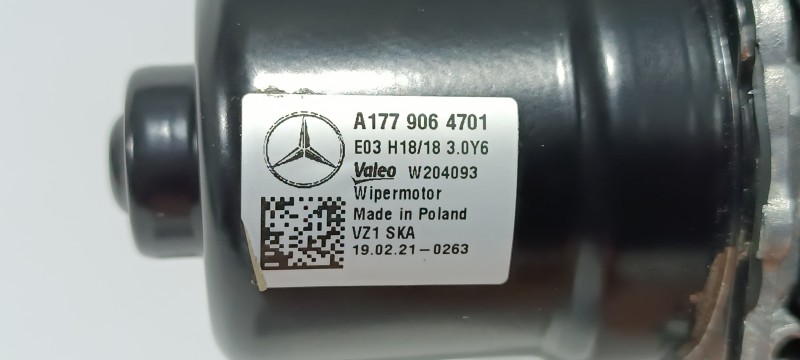 A177 906 4701
E03 H18/18 3.0Y6
Valeo W204093
Wipermotor
Made in Poland
VZ1 SKA
19.02.21-0263